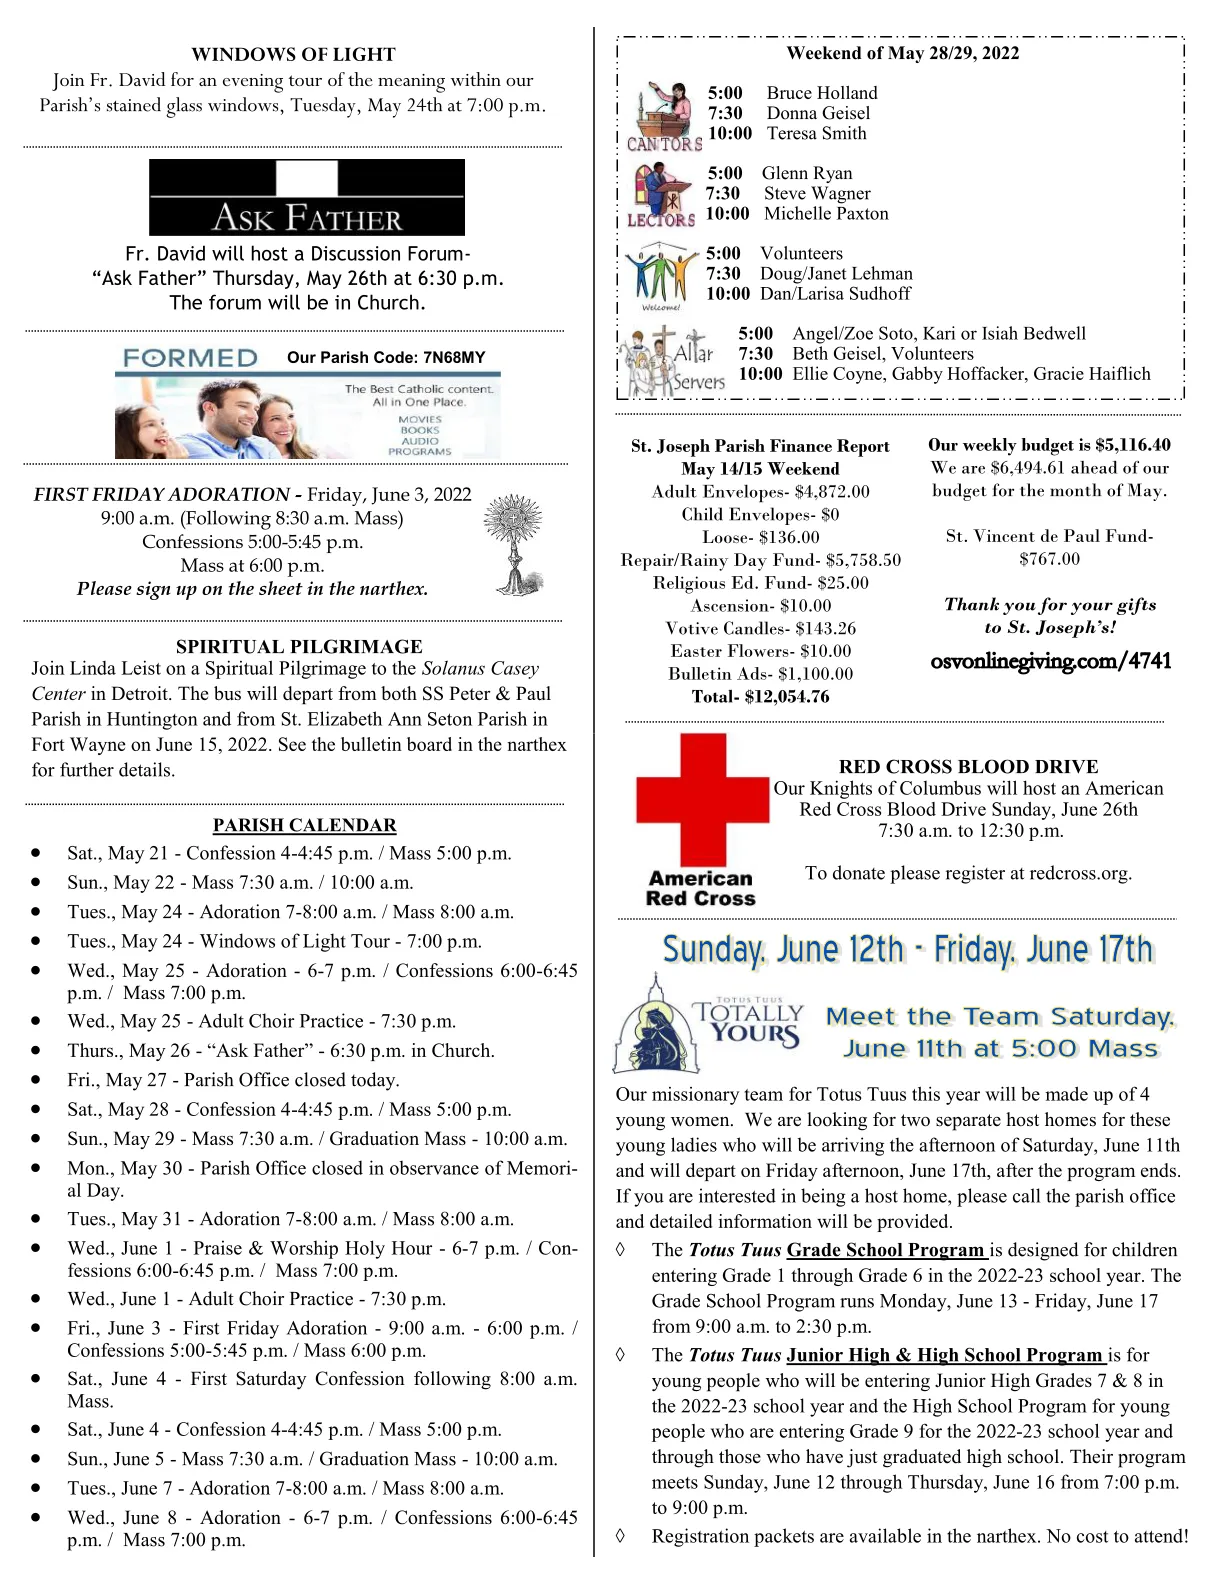 WINDOWS OF LIGHT
Join Fr. David for an evening tour of the meaning within our
Parish's stained glass windows, Tuesday, May 24th at 7:00 p.m.
ASK FATHER
Fr. David will host a Discussion Forum-
“Ask Father” Thursday, May 26th at 6:30 p.m.
The forum will be in Church.
FORMED
Our Parish Code: 7N68MY
The Best Catholic content.
All in One Place.
MOVIES
BOOKS
AUDIO
PROGRAMS
FIRST FRIDAY ADORATION - Friday, June 3, 2022
9:00 a.m. (Following 8:30 a.m. Mass)
Confessions 5:00-5:45 p.m.
Mass at 6:00 p.m.
Please sign up on the sheet in the narthex.
SPIRITUAL PILGRIMAGE
Join Linda Leist on a Spiritual Pilgrimage to the Solanus Casey
Center in Detroit. The bus will depart from both SS Peter & Paul
Parish in Huntington and from St. Elizabeth Ann Seton Parish in
Fort Wayne on June 15, 2022. See the bulletin board in the narthex
for further details.
PARISH CALENDAR
• Sat., May 21 - Confession 4-4:45 p.m. / Mass 5:00 p.m.
• Sun., May 22 - Mass 7:30 a.m. / 10:00 a.m.
• Tues., May 24 - Adoration 7-8:00 a.m. / Mass 8:00 a.m.
• Tues., May 24 - Windows of Light Tour - 7:00 p.m.
• Wed., May 25 - Adoration - 6-7 p.m. / Confessions 6:00-6:45
p.m. / Mass 7:00 p.m.
• Wed., May 25 - Adult Choir Practice - 7:30 p.m.
• Thurs., May 26 - “Ask Father” - 6:30 p.m. in Church.
• Fri., May 27 - Parish Office closed today.
• Sat., May 28 - Confession 4-4:45 p.m. / Mass 5:00 p.m.
• Sun., May 29 - Mass 7:30 a.m. / Graduation Mass - 10:00 a.m.
• Mon., May 30 - Parish Office closed in observance of Memori-
al Day.
• Tues., May 31 - Adoration 7-8:00 a.m. / Mass 8:00 a.m.
• Wed., June 1 - Praise & Worship Holy Hour - 6-7 p.m. / Con-
fessions 6:00-6:45 p.m. / Mass 7:00 p.m.
• Wed., June 1 - Adult Choir Practice - 7:30 p.m.
• Fri., June 3 - First Friday Adoration - 9:00 a.m. - 6:00 p.m. /
Confessions 5:00-5:45 p.m. / Mass 6:00 p.m.
• Sat., June 4 - First Saturday Confession following 8:00 a.m.
Mass.
• Sat., June 4 - Confession 4-4:45 p.m. / Mass 5:00 p.m.
• Sun., June 5 - Mass 7:30 a.m. / Graduation Mass - 10:00 a.m.
• Tues., June 7 - Adoration 7-8:00 a.m. / Mass 8:00 a.m.
• Wed., June 8 - Adoration - 6-7 p.m. / Confessions 6:00-6:45
p.m. / Mass 7:00 p.m.
Weekend of May 28/29, 2022
CANTORS
5:00 Bruce Holland
7:30 Donna Geisel
10:00 Teresa Smith
LECTORS
5:00 Glenn Ryan
7:30 Steve Wagner
10:00 Michelle Paxton
Welcome!
5:00 Volunteers
7:30 Doug/Janet Lehman
10:00 Dan/Larisa Sudhoff
Altar
Servers
5:00 Angel/Zoe Soto, Kari or Isiah Bedwell
7:30 Beth Geisel, Volunteers
10:00 Ellie Coyne, Gabby Hoffacker, Gracie Haiflich
St. Joseph Parish Finance Report
May 14/15 Weekend
Adult Envelopes- $4,872.00
Child Envelopes- $0
Loose- $136.00
Repair/Rainy Day Fund- $5,758.50
Religious Ed. Fund- $25.00
Ascension- $10.00
Votive Candles- $143.26
Easter Flowers- $10.00
Bulletin Ads- $1,100.00
Total- $12,054.76
Our weekly budget is $5,116.40
We are $6,494.61 ahead of our
budget for the month of May.
St. Vincent de Paul Fund-
$767.00
Thank you for your gifts
to St. Joseph's!
osvonlinegiving.com/4741
American
Red Cross
RED CROSS BLOOD DRIVE
Our Knights of Columbus will host an American
Red Cross Blood Drive Sunday, June 26th
7:30 a.m. to 12:30 p.m.
To donate please register at redcross.org.
Sunday, June 12th - Friday, June 17th
TOTUS TUUS
TOTALLY
YOURS
Meet the Team Saturday,
June 11th at 5:00 Mass
Our missionary team for Totus Tuus this year will be made up of 4
young women. We are looking for two separate host homes for these
young ladies who will be arriving the afternoon of Saturday, June 11th
and will depart on Friday afternoon, June 17th, after the program ends.
If you are interested in being a host home, please call the parish office
and detailed information will be provided.
◊ The Totus Tuus Grade School Program is designed for children
entering Grade 1 through Grade 6 in the 2022-23 school year. The
Grade School Program runs Monday, June 13 - Friday, June 17
from 9:00 a.m. to 2:30 p.m.
◊ The Totus Tuus Junior High & High School Program is for
young people who will be entering Junior High Grades 7 & 8 in
the 2022-23 school year and the High School Program for young
people who are entering Grade 9 for the 2022-23 school year and
through those who have just graduated high school. Their program
meets Sunday, June 12 through Thursday, June 16 from 7:00 p.m.
to 9:00 p.m.
◊ Registration packets are available in the narthex. No cost to attend!